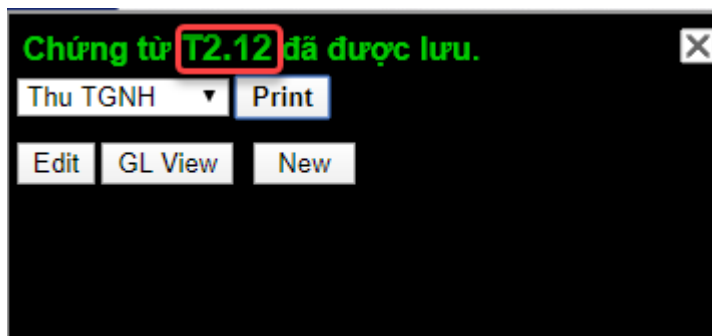 Chứng từ T2.12 đã được lưu.
Thu TGNH Print
Edit GL View New